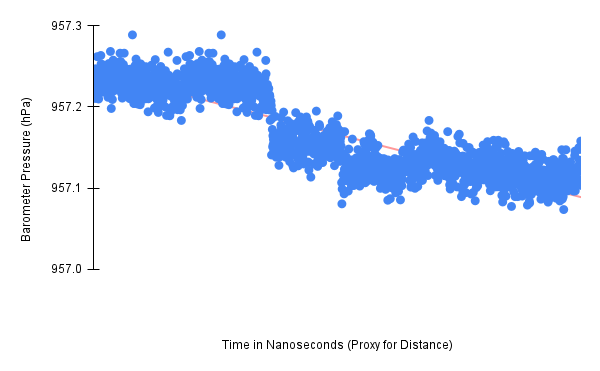 957.3
957.2
957.1
957.0
Barometer Pressure (hPa)
Time in Nanoseconds (Proxy for Distance)